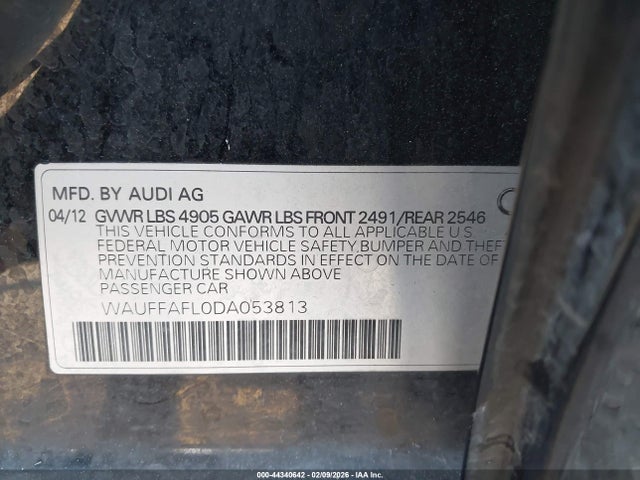 MFD. BY AUDI AG
04/12 GVWR LBS 4905 GAWR LBS FRONT 2491/REAR 2546
THIS VEHICLE CONFORMS TO ALL APPLICABLE U.S.
FEDERAL MOTOR VEHICLE SAFETY,BUMPER AND THEFT
PREVENTION STANDARDS IN EFFECT ON THE DATE OF
MANUFACTURE SHOWN ABOVE
PASSENGER CAR
WAUFFAFL0DA053813
000-44340642 - 02/09/2026 - IAA, Inc.